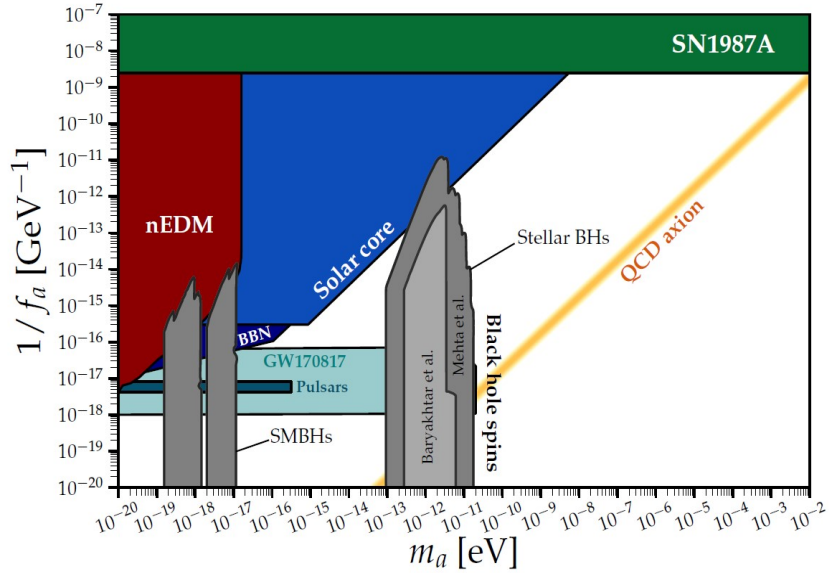 10⁻⁷
10⁻⁸
10⁻⁹
10⁻¹⁰
10⁻¹¹
10⁻¹²
10⁻¹³
10⁻¹⁴
10⁻¹⁵
10⁻¹⁶
10⁻¹⁷
10⁻¹⁸
10⁻¹⁹
10⁻²⁰
1/fₐ [GeV⁻¹]
SN1987A
nEDM
Solar core
QCD axion
Stellar BHs
BBN
GW170817
Pulsars
SMBHs
Baryakhtar et al.
Mehta et al.
Black hole spins
10⁻²⁰
10⁻¹⁹
10⁻¹⁸
10⁻¹⁷
10⁻¹⁶
10⁻¹⁵
10⁻¹⁴
10⁻¹³
10⁻¹²
10⁻¹¹
10⁻¹⁰
10⁻⁹
10⁻⁸
10⁻⁷
10⁻⁶
10⁻⁵
10⁻⁴
10⁻³
10⁻²
mₐ [eV]